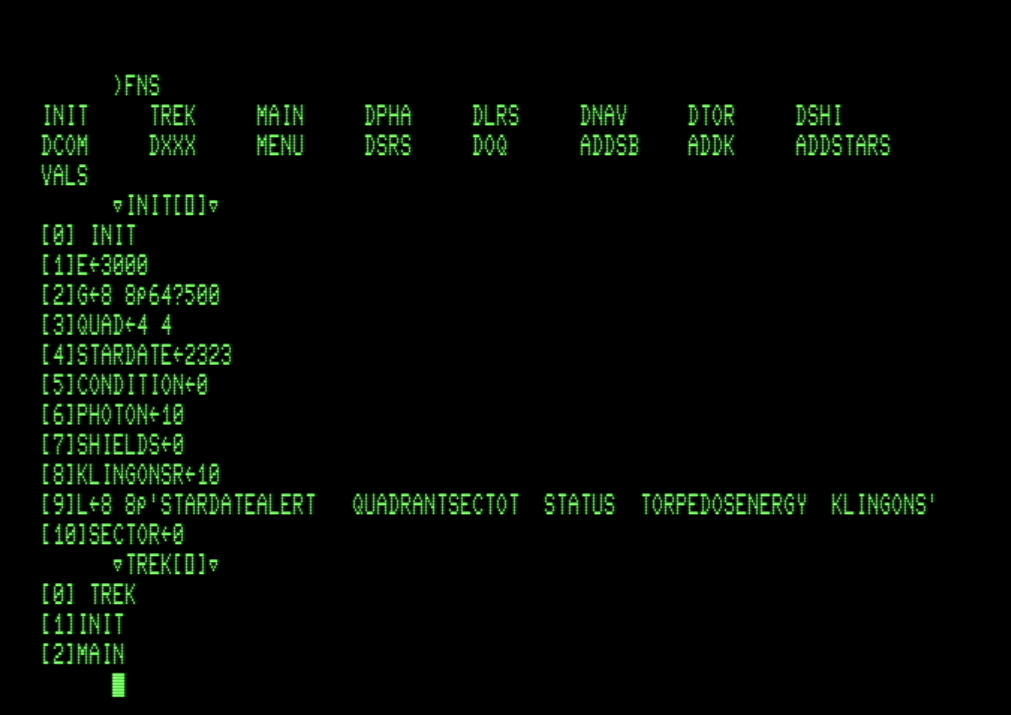 )FNS
INIT TREK MAIN DPHA DLRS DNAV DTOR DSHI
DCOM DXXX MENU DSRS DOQ ADDSB ADDK ADDSTARS
VALS
∇INIT[⎕]∇
[0] INIT
[1]E←3000
[2]G←8 8⍴64?500
[3]QUAD←4 4
[4]STARDATE←2323
[5]CONDITION←0
[6]PHOTON←10
[7]SHIELDS←0
[8]KLINGONSR←10
[9]L←8 8⍴'STARDATEALERT   QUADRANTSECTOT  STATUS  TORPEDOSENERGY  KLINGONS'
[10]SECTOR←0
∇TREK[⎕]∇
[0] TREK
[1]INIT
[2]MAIN